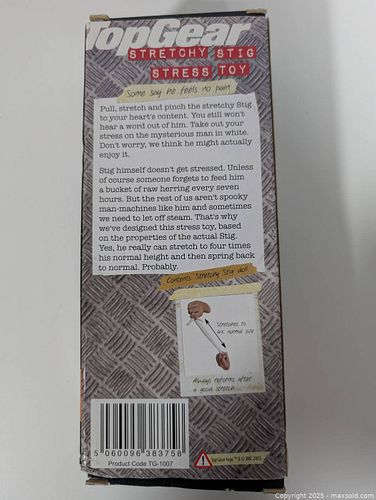 TopGear
STRETCHY STIG
STRESS TOY
Some say he feels no pain
Pull, stretch and pinch the stretchy Stig
to your heart's content. You still won't
hear a word out of him. Take out your
stress on the mysterious man in white.
Don't worry, we think he might actually
enjoy it.
Stig himself doesn't get stressed. Unless
of course someone forgets to feed him
a bucket of raw herring every seven
hours. But the rest of us aren't spooky
man-machines like him and sometimes
we need to let off steam. That's why
we've designed this stress toy, based
on the properties of the actual Stig.
Yes, he really can stretch to four times
his normal height and then spring back
to normal. Probably.
Contents: Stretchy Stig doll
Stretches to
4x normal size
Always reforms after
a good stretch
5 060096 383758
Product Code TG-1007
Copyright 2025 - maxsold.com